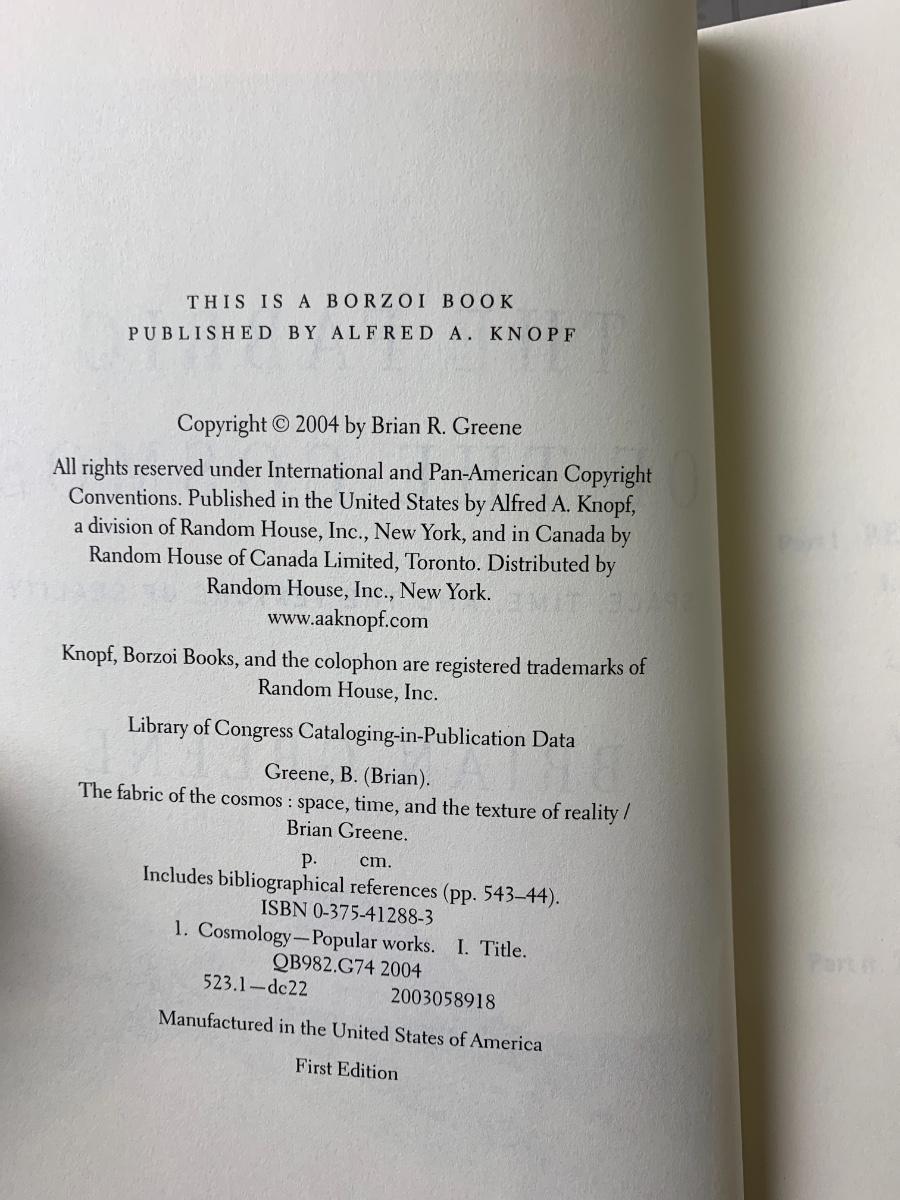 THIS IS A BORZOI BOOK
PUBLISHED BY ALFRED A. KNOPF
Copyright © 2004 by Brian R. Greene
All rights reserved under International and Pan-American Copyright
Conventions. Published in the United States by Alfred A. Knopf,
a division of Random House, Inc., New York, and in Canada by
Random House of Canada Limited, Toronto. Distributed by
Random House, Inc., New York.
www.aaknopf.com
Knopf, Borzoi Books, and the colophon are registered trademarks of
Random House, Inc.
Library of Congress Cataloging-in-Publication Data
Greene, B. (Brian).
The fabric of the cosmos : space, time, and the texture of reality /
Brian Greene.
p. cm.
Includes bibliographical references (pp. 543–44).
ISBN 0-375-41288-3
1. Cosmology—Popular works. I. Title.
QB982.G74 2004
523.1—dc22 2003058918
Manufactured in the United States of America
First Edition